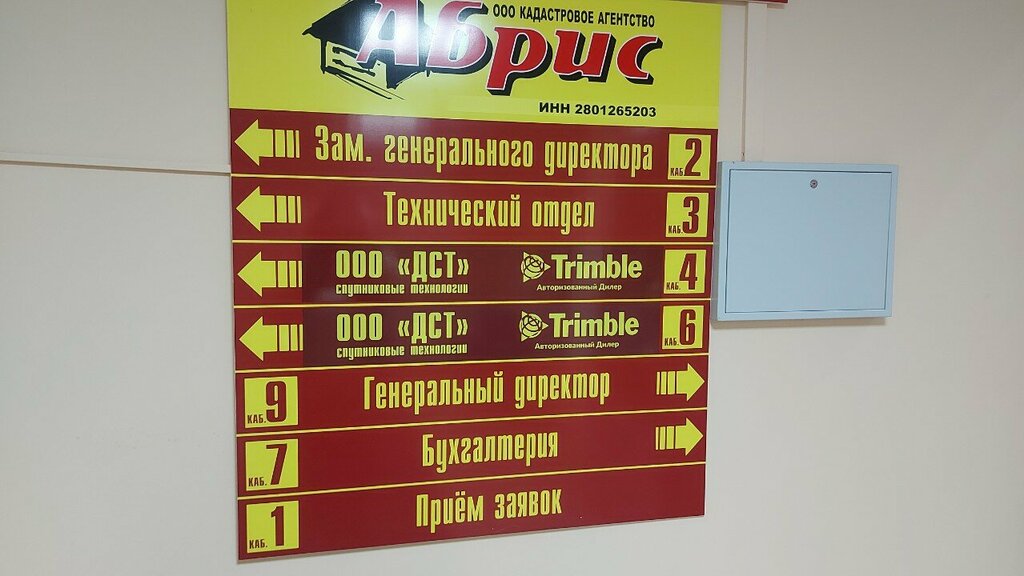 ООО КАДАСТРОВОЕ АГЕНТСТВО
Абрис
ИНН 2801265203
Зам. генерального директора КАБ. 2
Технический отдел КАБ. 3
ООО «ДСТ» Trimble КАБ. 4
спутниковые технологии Авторизованный Дилер
ООО «ДСТ» Trimble КАБ. 6
спутниковые технологии Авторизованный Дилер
КАБ. 9 Генеральный директор
КАБ. 7 Бухгалтерия
КАБ. 1 Приём заявок